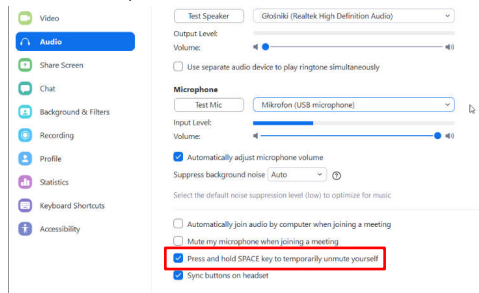 Video
Audio
Share Screen
Chat
Background & Filters
Recording
Profile
Statistics
Keyboard Shortcuts
Accessibility
Test Speaker
Głośniki (Realtek High Definition Audio)
Output Level:
Volume:
Use separate audio device to play ringtone simultaneously
Microphone
Test Mic
Mikrofon (USB microphone)
Input Level:
Volume:
Automatically adjust microphone volume
Suppress background noise Auto
Select the default noise suppression level (low) to optimize for music
Automatically join audio by computer when joining a meeting
Mute my microphone when joining a meeting
Press and hold SPACE key to temporarily unmute yourself
Sync buttons on headset